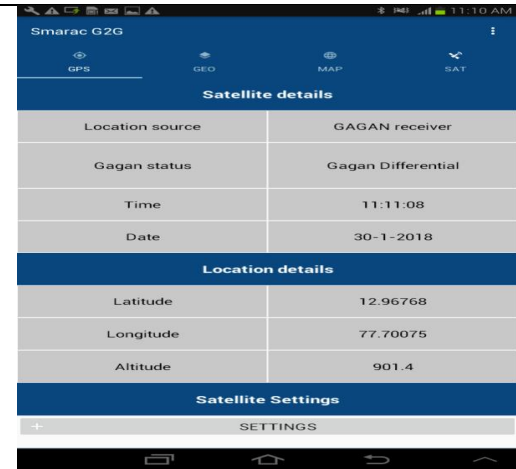 11:10 AM
Smarac G2G
GPS GEO MAP SAT
Satellite details
Location source GAGAN receiver
Gagan status Gagan Differential
Time 11:11:08
Date 30-1-2018
Location details
Latitude 12.96768
Longitude 77.70075
Altitude 901.4
Satellite Settings
+ SETTINGS